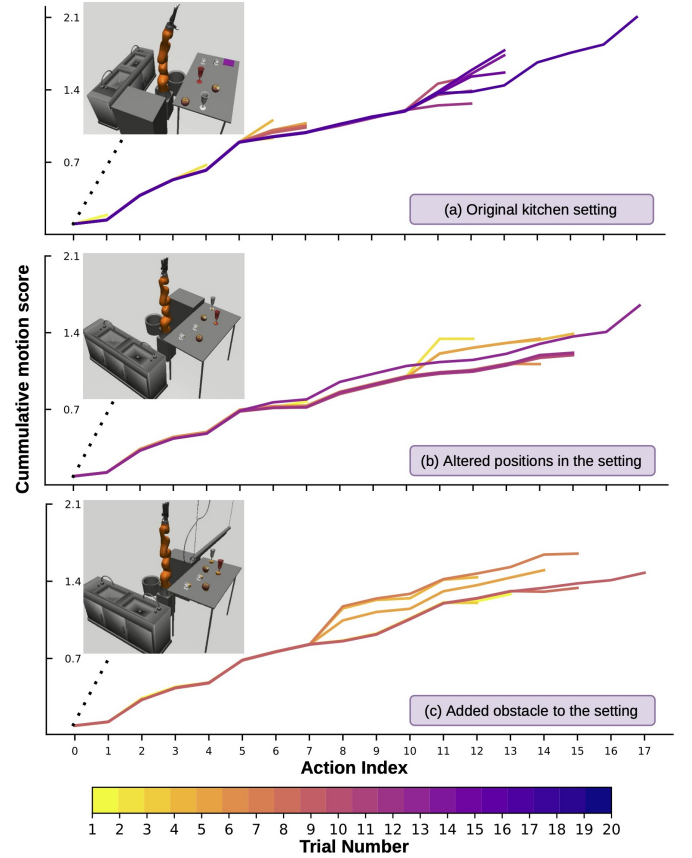 2.1
1.4
0.7
(a) Original kitchen setting
2.1
1.4
0.7
(b) Altered positions in the setting
Cummulative motion score
2.1
1.4
0.7
(c) Added obstacle to the setting
0 1 2 3 4 5 6 7 8 9 10 11 12 13 14 15 16 17
Action Index
1 2 3 4 5 6 7 8 9 10 11 12 13 14 15 16 17 18 19 20
Trial Number